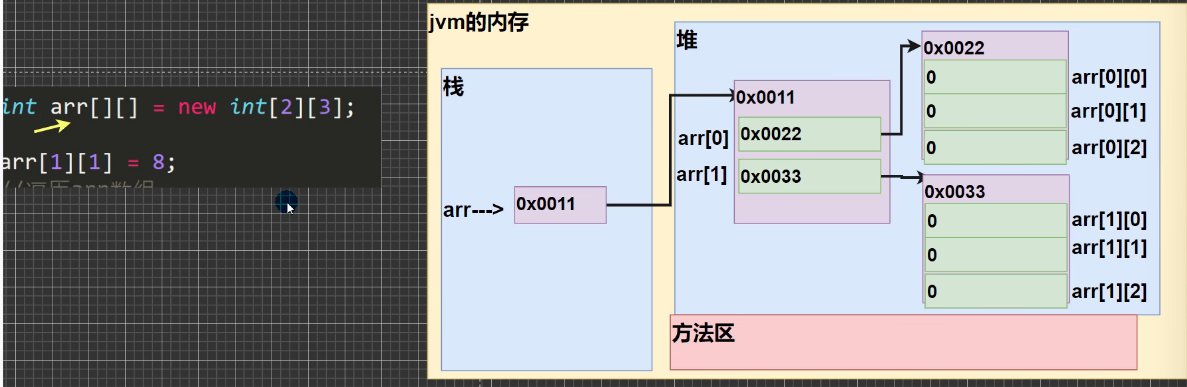 int arr[][] = new int[2][3];
arr[1][1] = 8;
jvm的内存
栈
arr---> 0x0011
堆
0x0011
arr[0] 0x0022
arr[1] 0x0033
0x0022
0 arr[0][0]
0 arr[0][1]
0 arr[0][2]
0x0033
0 arr[1][0]
0 arr[1][1]
0 arr[1][2]
方法区